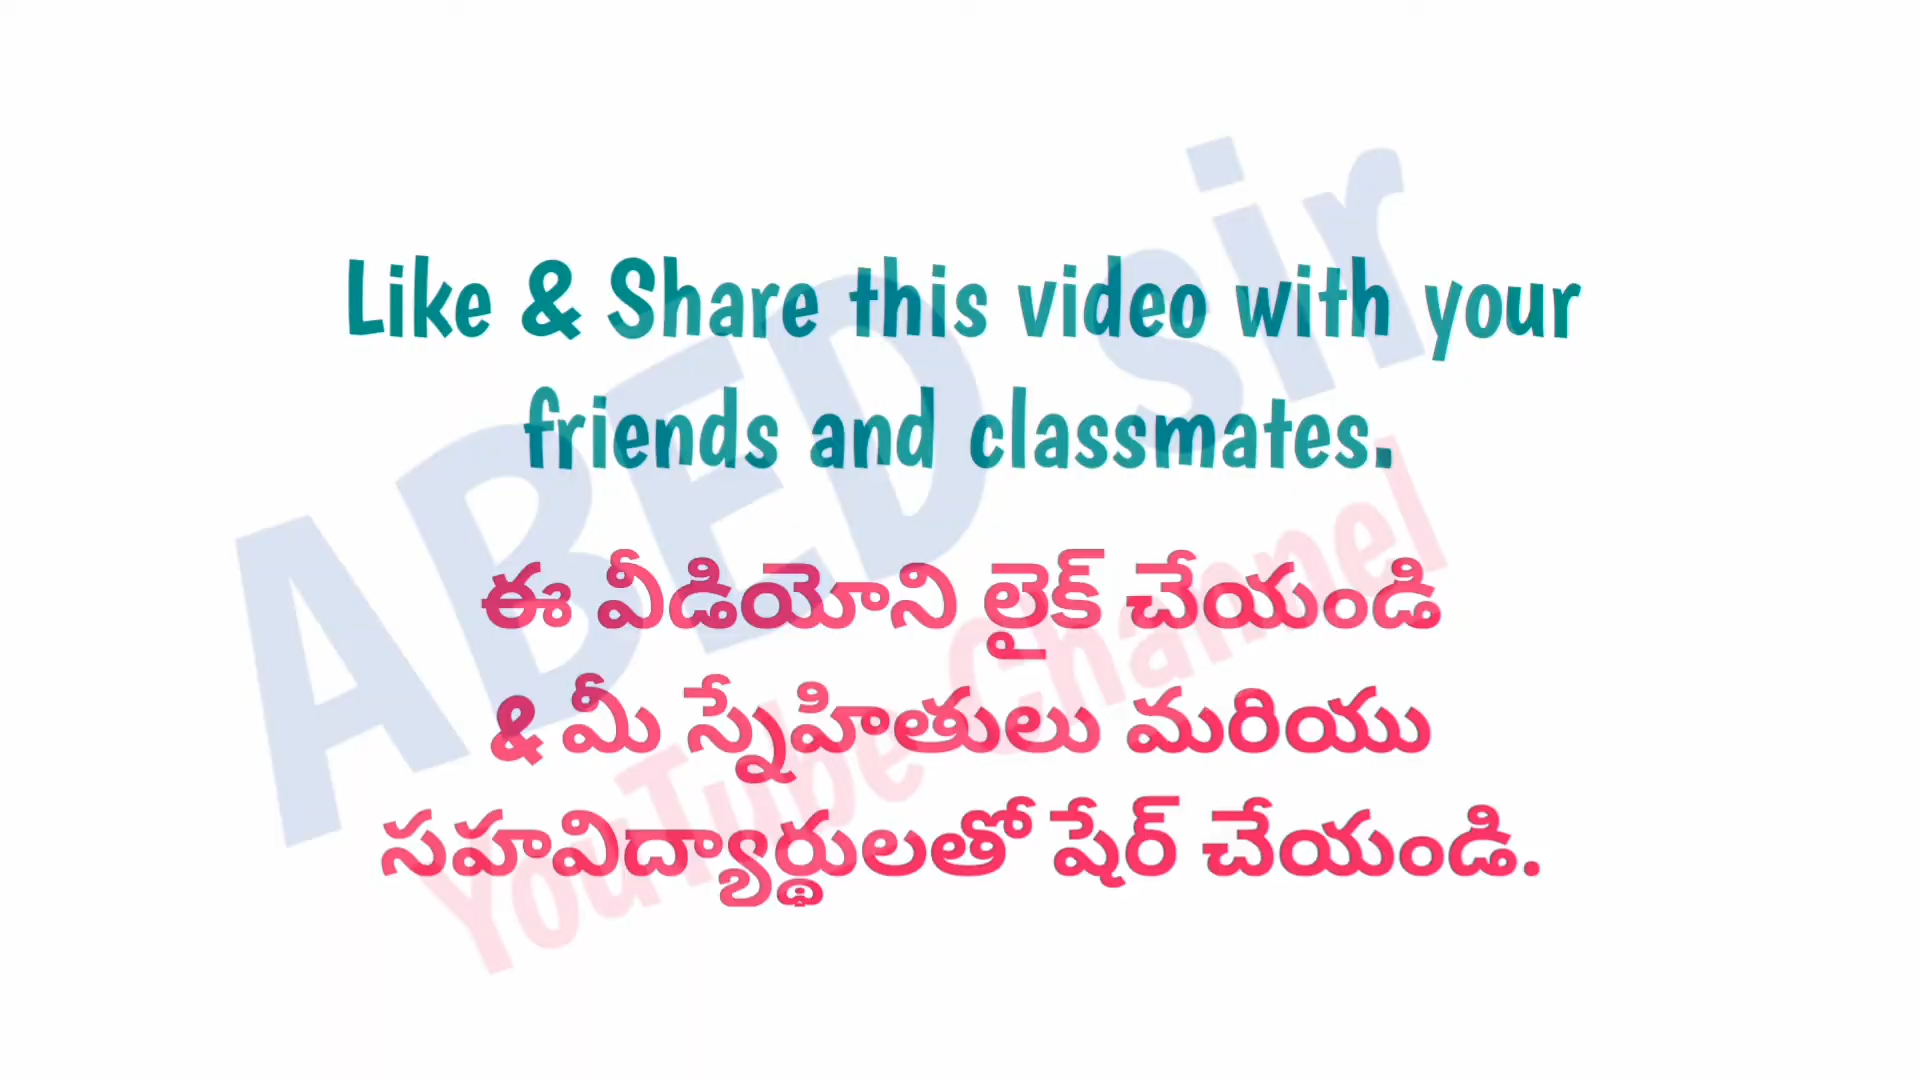 Like & Share this video with your
friends and classmates.
ఈ వీడియోని లైక్ చేయండి
& మీ స్నేహితులు మరియు
సహవిద్యార్థులతో షేర్ చేయండి.
ABED sir
YouTube Channel